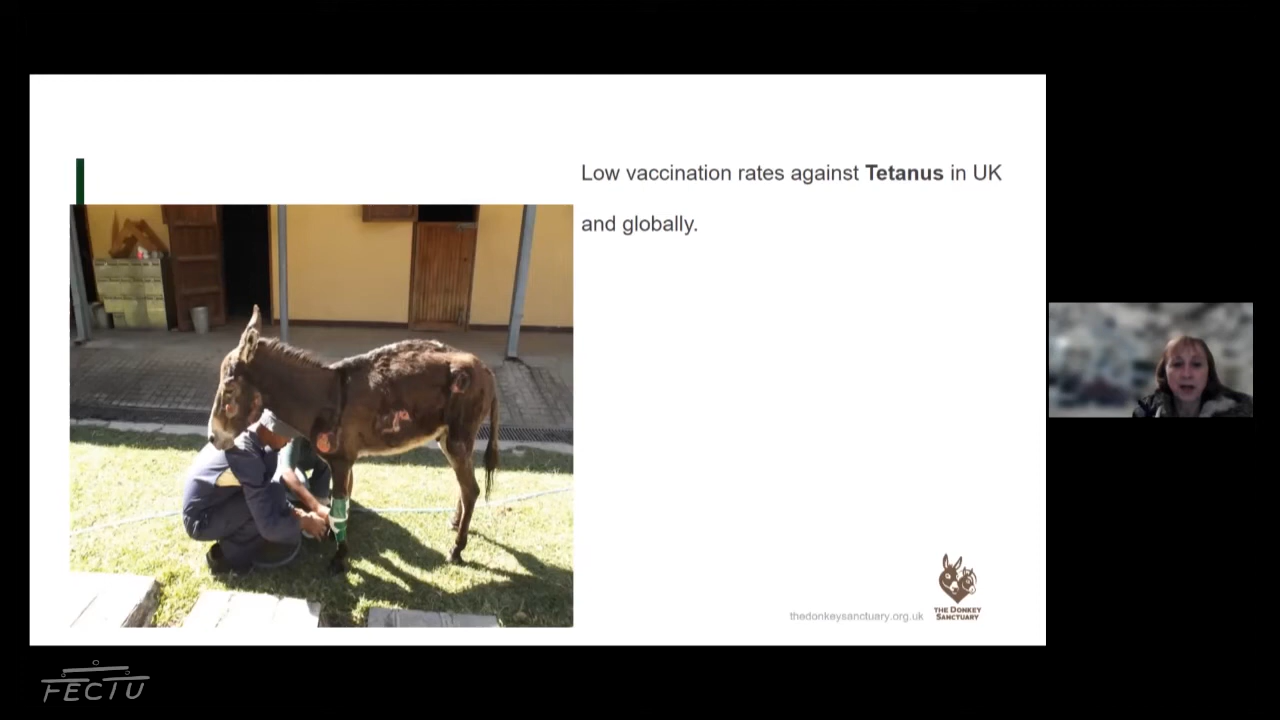 Low vaccination rates against Tetanus in UK
and globally.
thedonkeysanctuary.org.uk
THE DONKEY
SANCTUARY
FECTU